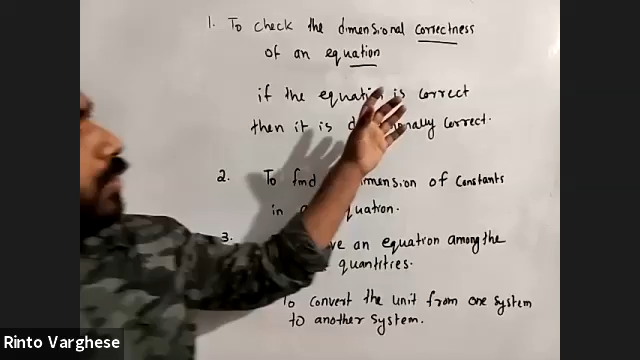 1. To check the dimensional correctness
of an equation
if the equation is correct
then it is correct.
2. To find dimension of constants
in equation.
3. an equation among the
quantities.
To convert the unit from one system
to another system.
Rinto Varghese